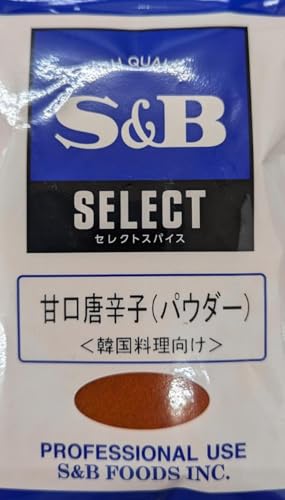 H QUAL
S&B
SELECT
セレクトスパイス
甘口唐辛子(パウダー)
<韓国料理向け>
PROFESSIONAL USE
S&B FOODS INC.